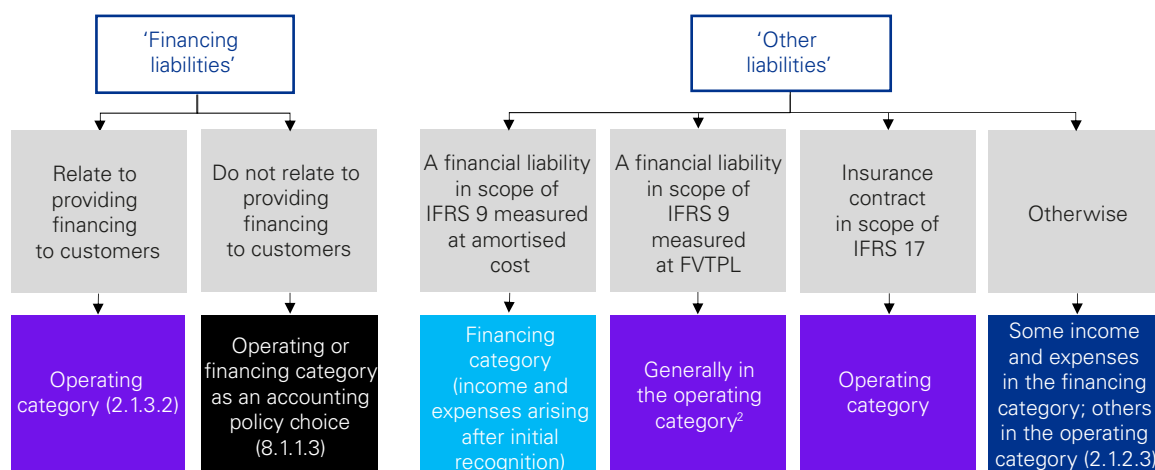 ‘Financing
liabilities’
‘Other
liabilities’
Relate to
providing
financing
to customers
Do not relate to
providing
financing
to customers
A financial liability
in scope of
IFRS 9 measured
at amortised
cost
A financial liability
in scope of
IFRS 9
measured
at FVTPL
Insurance
contract
in scope of
IFRS 17
Otherwise
Operating
category (2.1.3.2)
Operating or
financing category
as an accounting
policy choice
(8.1.1.3)
Financing
category
(income and
expenses arising
after initial
recognition)
Generally in
the operating
category²
Operating
category
Some income
and expenses
in the financing
category; others
in the operating
category (2.1.2.3)